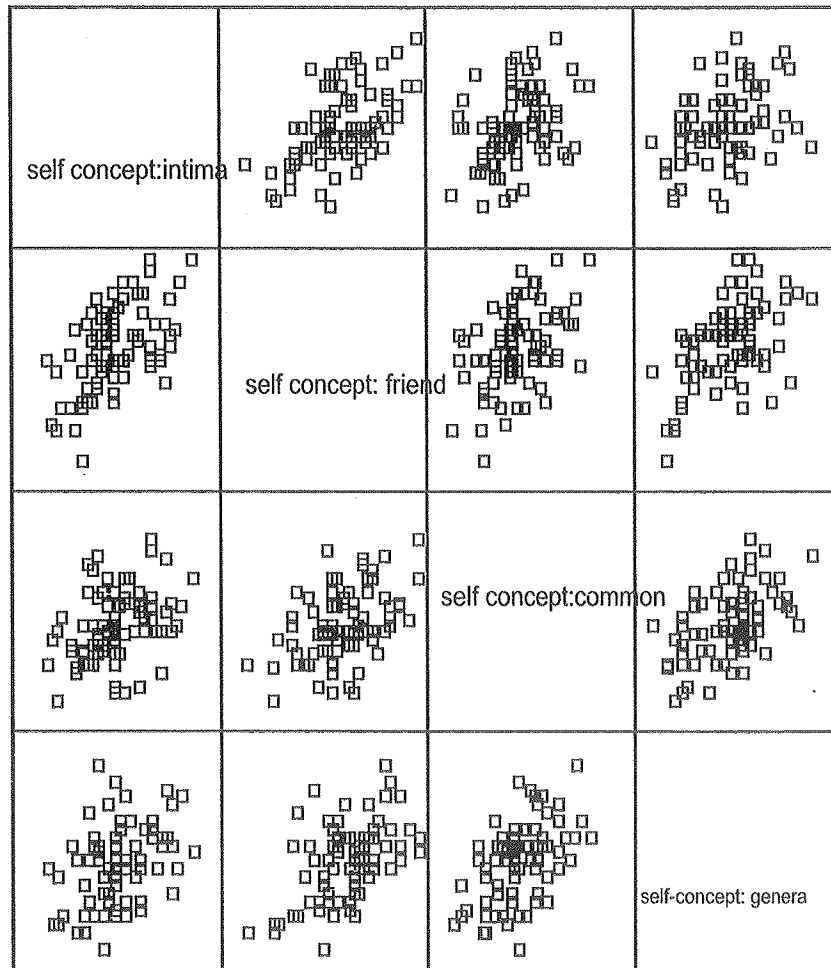 self concept:intima
self concept: friend
self concept:common
self-concept: genera